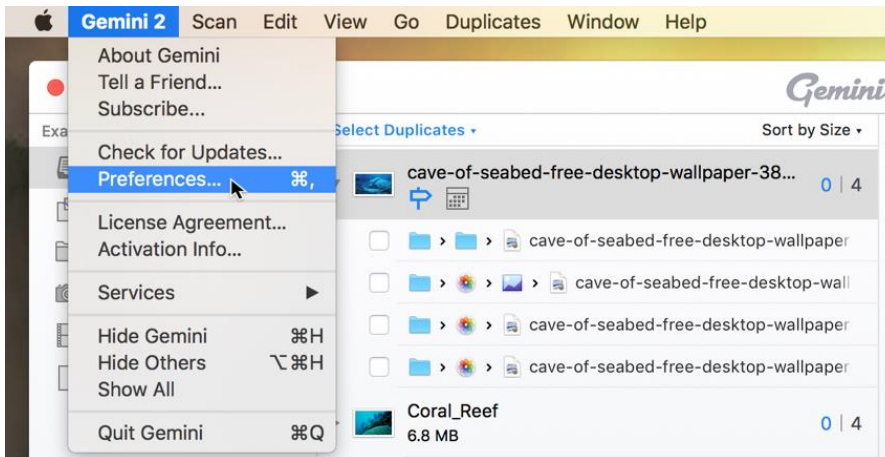 Gemini 2 Scan Edit View Go Duplicates Window Help
About Gemini
Tell a Friend...
Subscribe...
Check for Updates...
Preferences... ⌘,
License Agreement...
Activation Info...
Services
Hide Gemini ⌘H
Hide Others ⌥⌘H
Show All
Quit Gemini ⌘Q
Gemini
Exa
Select Duplicates
Sort by Size
cave-of-seabed-free-desktop-wallpaper-38...
0 | 4
cave-of-seabed-free-desktop-wallpaper
cave-of-seabed-free-desktop-wall
cave-of-seabed-free-desktop-wallpaper
cave-of-seabed-free-desktop-wallpaper
Coral_Reef
6.8 MB
0 | 4